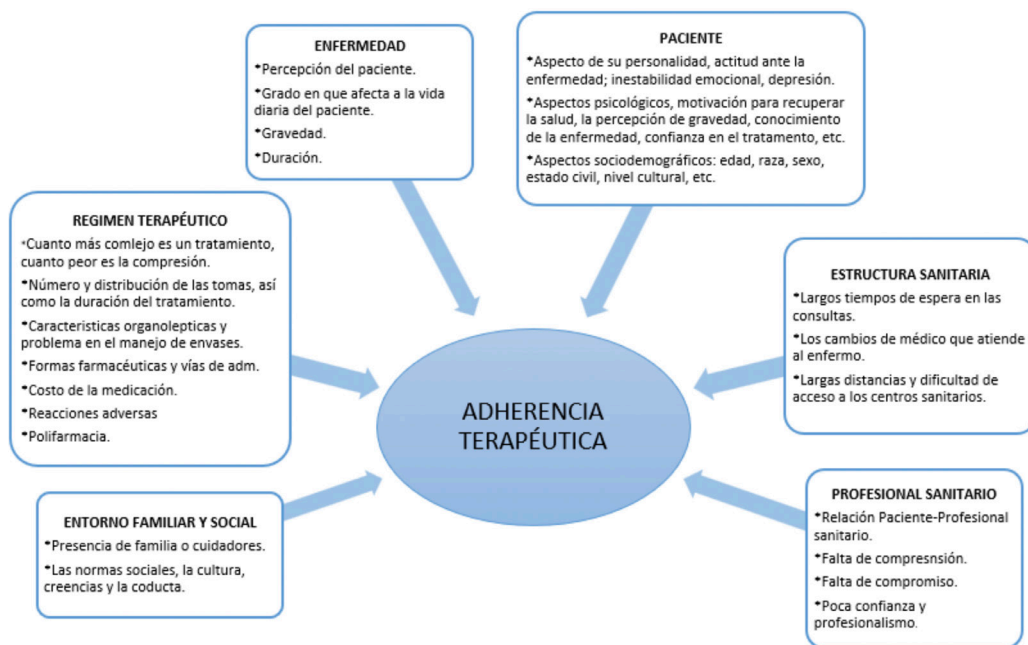 ENFERMEDAD
*Percepción del paciente.
*Grado en que afecta a la vida
diaria del paciente.
*Gravedad.
*Duración.
PACIENTE
*Aspecto de su personalidad, actitud ante la
enfermedad; inestabilidad emocional, depresión.
*Aspectos psicológicos, motivación para recuperar
la salud, la percepción de gravedad, conocimiento
de la enfermedad, confianza en el tratamiento, etc.
*Aspectos sociodemográficos: edad, raza, sexo,
estado civil, nivel cultural, etc.
REGIMEN TERAPÉUTICO
*Cuanto más comlejo es un tratamiento,
cuanto peor es la compresión.
*Número y distribución de las tomas, así
como la duración del tratamiento.
*Caracteristicas organolepticas y
problema en el manejo de envases.
*Formas farmacéuticas y vías de adm.
*Costo de la medicación.
*Reacciones adversas
*Polifarmacia.
ESTRUCTURA SANITARIA
*Largos tiempos de espera en las
consultas.
*Los cambios de médico que atiende
al enfermo.
*Largas distancias y dificultad de
acceso a los centros sanitarios.
ADHERENCIA
TERAPÉUTICA
ENTORNO FAMILIAR Y SOCIAL
*Presencia de familia o cuidadores.
*Las normas sociales, la cultura,
creencias y la coducta.
PROFESIONAL SANITARIO
*Relación Paciente-Profesional
sanitario.
*Falta de compresnsión.
*Falta de compromiso.
*Poca confianza y
profesionalismo.